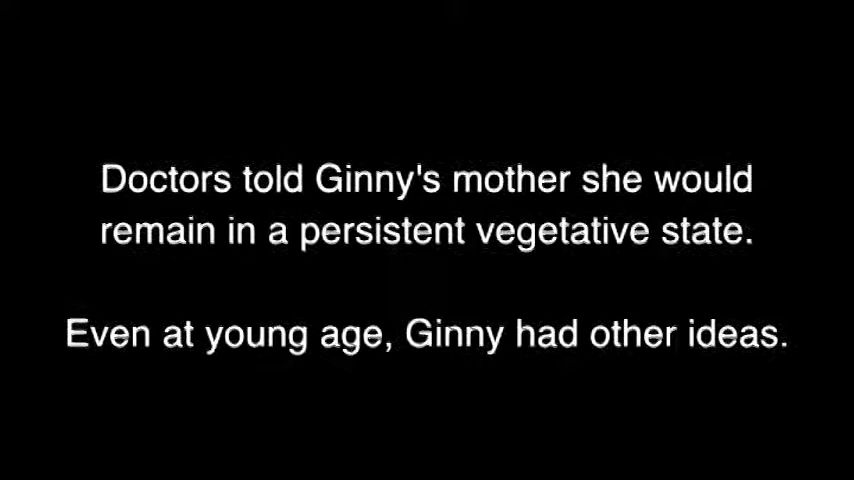 Doctors told Ginny's mother she would
remain in a persistent vegetative state.
Even at young age, Ginny had other ideas.